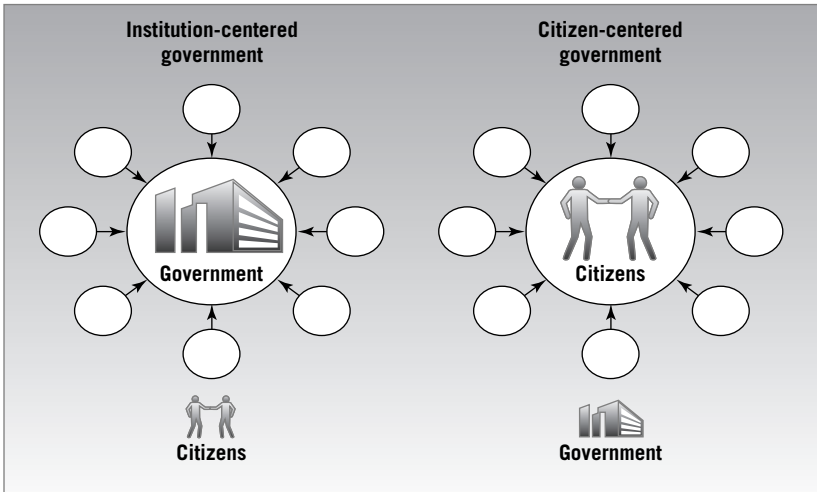 Institution-centered
government
Government
Citizens
Citizen-centered
government
Citizens
Government